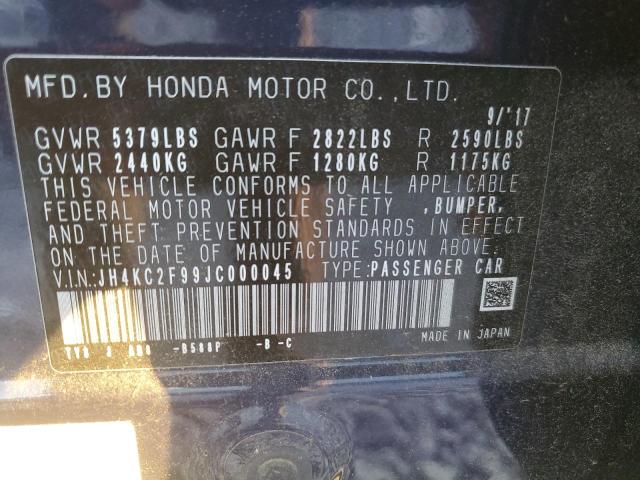 MFD. BY HONDA MOTOR CO., LTD.
9/'17
GVWR 5379LBS GAWR F 2822LBS R 2590LBS
GVWR 2440KG GAWR F 1280KG R 1175KG
THIS VEHICLE CONFORMS TO ALL APPLICABLE
FEDERAL MOTOR VEHICLE SAFETY ,BUMPER,
AND THEFT PREVENTION STANDARDS IN EFFECT
ON THE DATE OF MANUFACTURE SHOWN ABOVE.
V.IN.:JH4KC2F99JC000045 TYPE:PASSENGER CAR
-B588P -B -C
MADE IN JAPAN